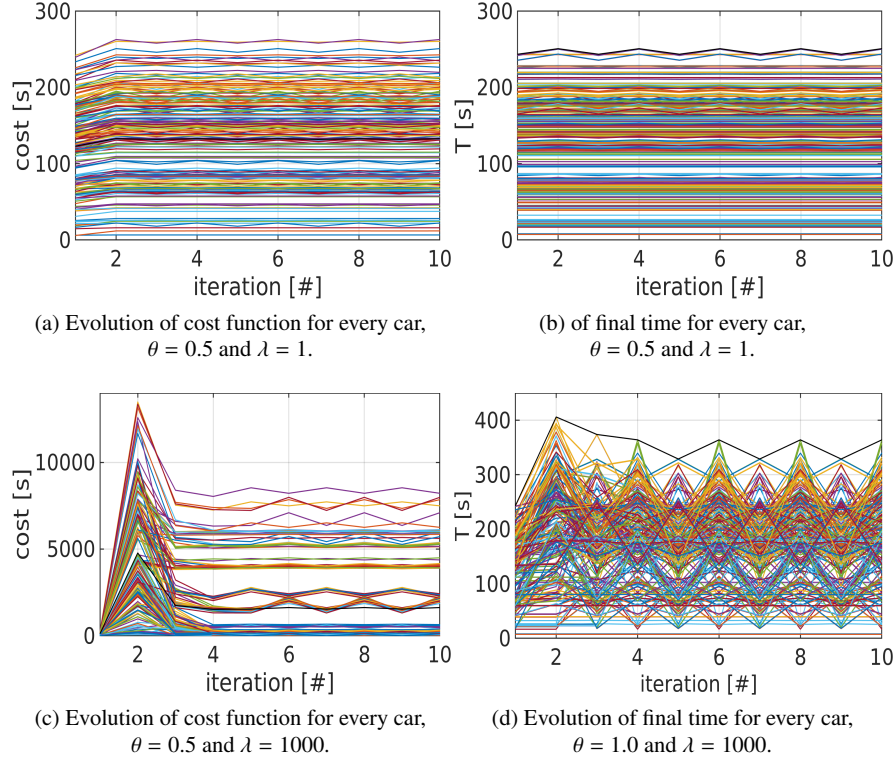 300
200
100
0
cost [s]
2 4 6 8 10
iteration [#]
(a) Evolution of cost function for every car,
θ = 0.5 and λ = 1.
300
200
100
0
T [s]
2 4 6 8 10
iteration [#]
(b) of final time for every car,
θ = 0.5 and λ = 1.
10000
5000
0
cost [s]
2 4 6 8 10
iteration [#]
(c) Evolution of cost function for every car,
θ = 0.5 and λ = 1000.
400
300
200
100
0
T [s]
2 4 6 8 10
iteration [#]
(d) Evolution of final time for every car,
θ = 1.0 and λ = 1000.